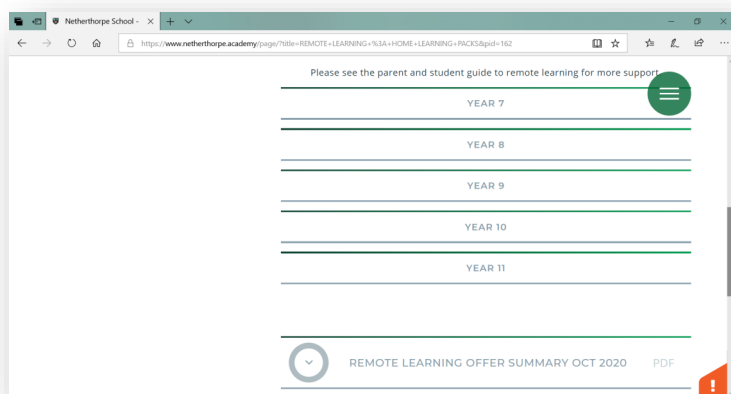 Netherthorpe School -
https://www.netherthorpe.academy/page/?title=REMOTE+LEARNING+%3A+HOME+LEARNING+PACKS&pid=162
Please see the parent and student guide to remote learning for more support
YEAR 7
YEAR 8
YEAR 9
YEAR 10
YEAR 11
REMOTE LEARNING OFFER SUMMARY OCT 2020 PDF
!